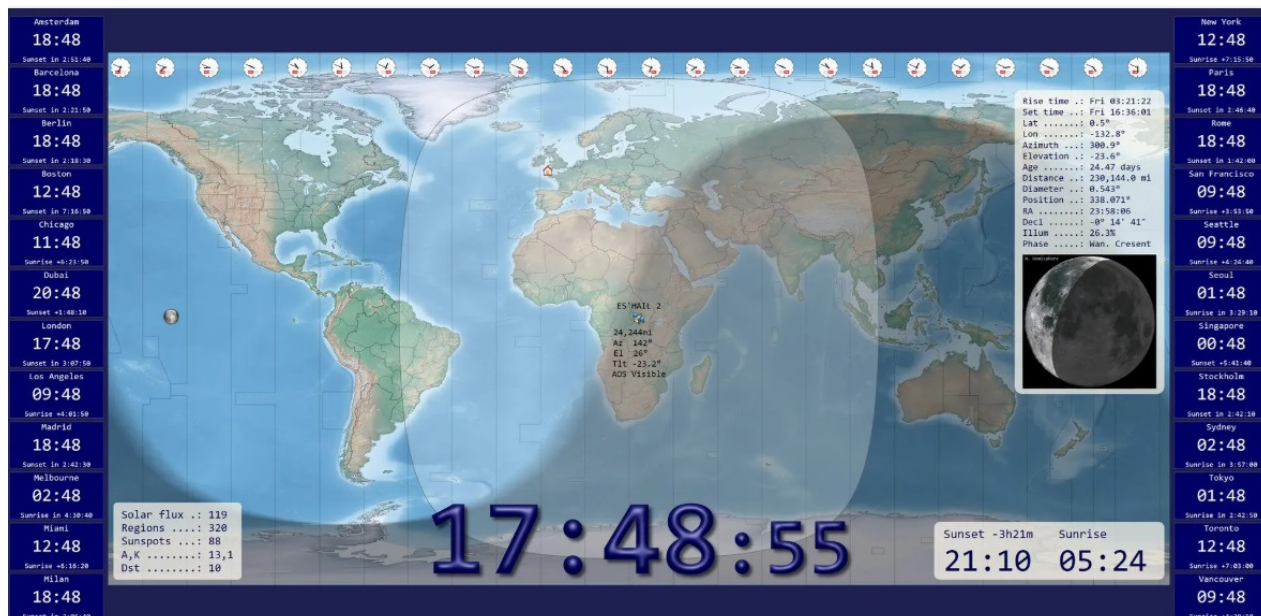 Amsterdam
18:48
Sunset in 2:51:40
Barcelona
18:48
Sunset in 2:21:50
Berlin
18:48
Sunset in 2:18:30
Boston
12:48
Sunset in 7:16:50
Chicago
11:48
Sunrise +6:23:50
Dubai
20:48
Sunset +1:48:10
London
17:48
Sunset in 3:07:50
Los Angeles
09:48
Sunrise +4:01:50
Madrid
18:48
Sunset in 2:42:30
Melbourne
02:48
Sunrise in 4:30:40
Miami
12:48
Sunrise +6:16:20
Milan
18:48
Rise time .: Fri 03:21:22
Set time ..: Fri 16:36:01
Lat .......: 0.5°
Lon .......: -132.8°
Azimuth ...: 300.9°
Elevation .: -23.6°
Age .......: 24.47 days
Distance ..: 230,144.0 mi
Diameter ..: 0.543°
Position ..: 338.071°
RA ........: 23:58:06
Decl ......: -0° 14' 41"
Illum .....: 26.3%
Phase .....: Wan. Cresent
ES'HAIL 2
24,244mi
Az 142°
El 26°
Tlt -23.2°
AOS Visible
Solar flux .: 119
Regions ....: 320
Sunspots ...: 88
A,K ........: 13,1
Dst ........: 10
17:48:55
Sunset -3h21m Sunrise
21:10 05:24
New York
12:48
Sunrise +7:15:50
Paris
18:48
Sunset in 2:46:40
Rome
18:48
Sunset in 1:42:00
San Francisco
09:48
Sunrise +3:53:50
Seattle
09:48
Sunrise +4:24:40
Seoul
01:48
Sunrise in 3:29:10
Singapore
00:48
Sunset +5:41:40
Stockholm
18:48
Sunset in 2:42:10
Sydney
02:48
Sunrise in 3:57:00
Tokyo
01:48
Sunrise in 2:42:50
Toronto
12:48
Sunrise +7:03:00
Vancouver
09:48